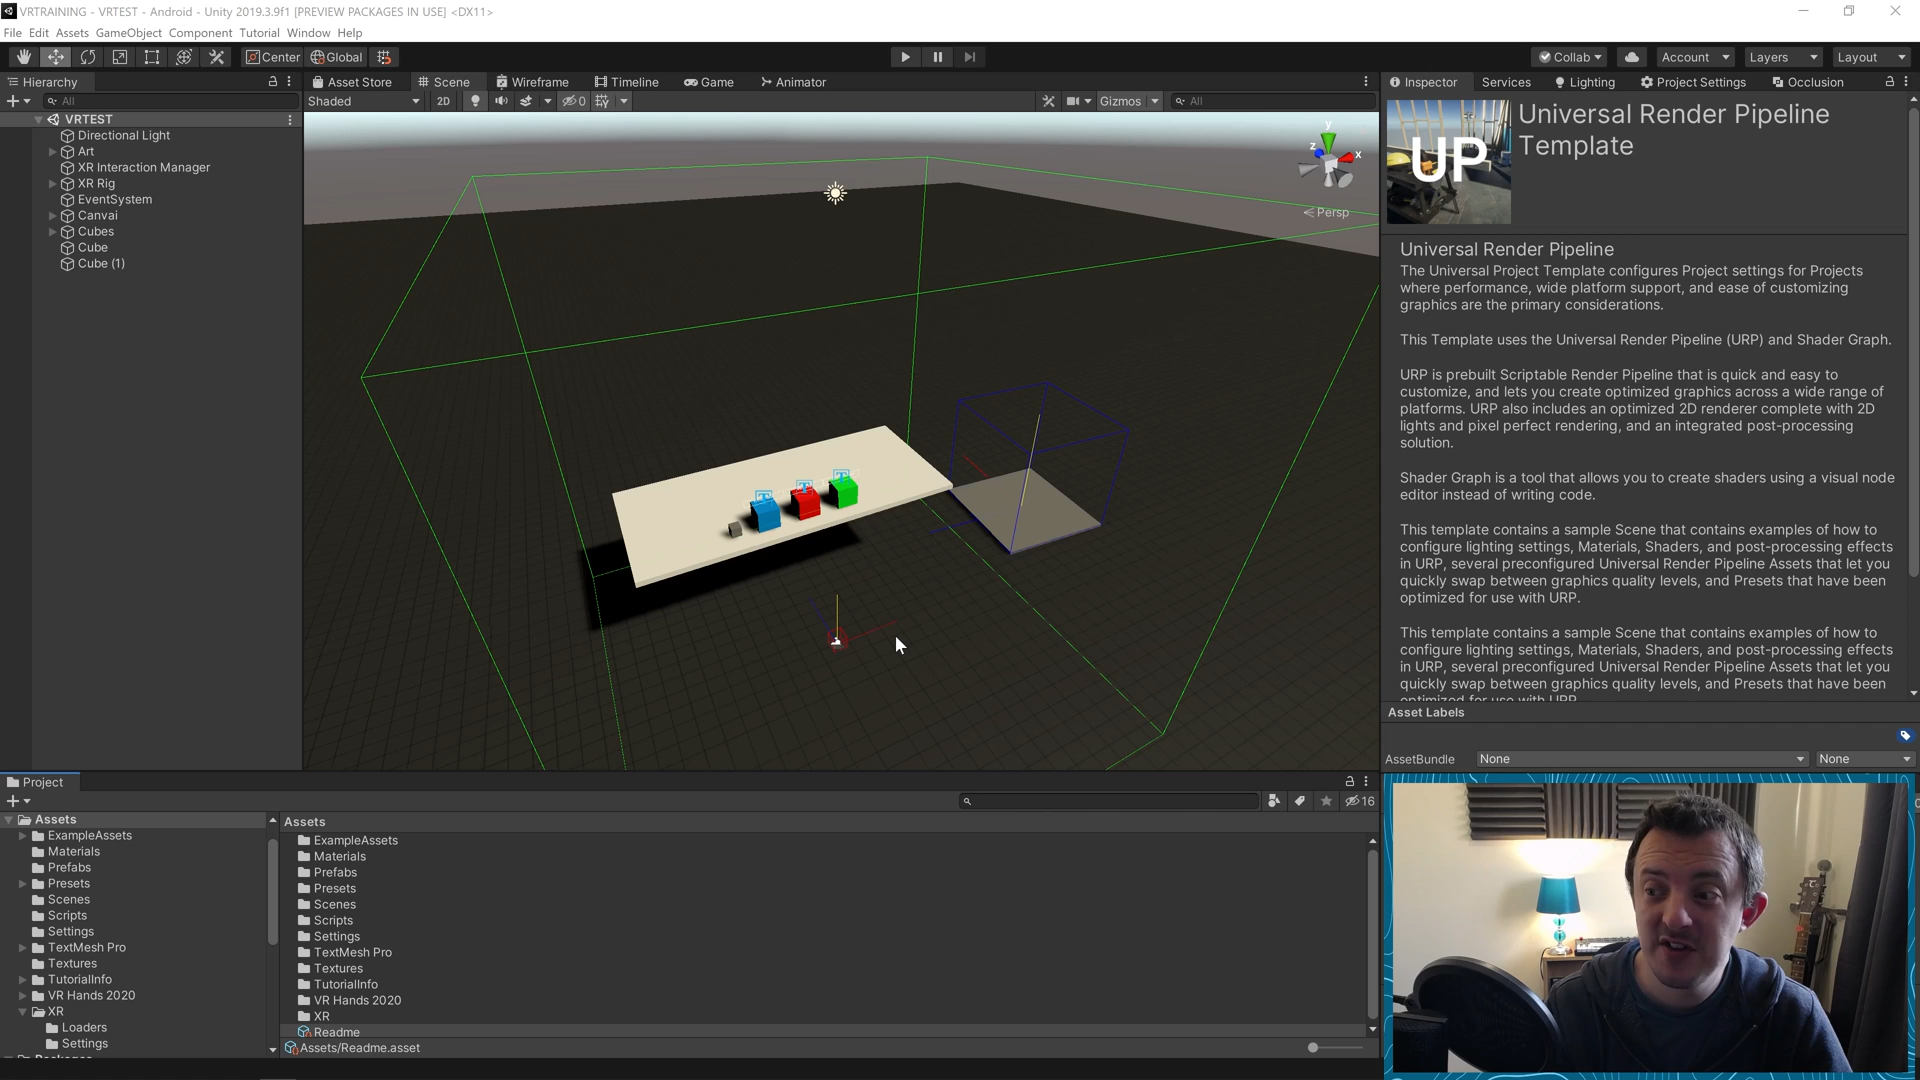 VRTRAINING - VRTEST - Android - Unity 2019.3.9f1 [PREVIEW PACKAGES IN USE] <DX11>
File Edit Assets GameObject Component Tutorial Window Help
Center Global Collab Account Layers Layout
Hierarchy
All
VRTEST
Directional Light
Art
XR Interaction Manager
XR Rig
EventSystem
Canvai
Cubes
Cube
Cube (1)
Asset Store Scene Wireframe Timeline Game Animator
Shaded 2D 0 Gizmos All
y
z
x
Persp
T T T
Inspector Services Lighting Project Settings Occlusion
UP
Universal Render Pipeline
Template
Universal Render Pipeline
The Universal Project Template configures Project settings for Projects
where performance, wide platform support, and ease of customizing
graphics are the primary considerations.
This Template uses the Universal Render Pipeline (URP) and Shader Graph.
URP is prebuilt Scriptable Render Pipeline that is quick and easy to
customize, and lets you create optimized graphics across a wide range of
platforms. URP also includes an optimized 2D renderer complete with 2D
lights and pixel perfect rendering, and an integrated post-processing
solution.
Shader Graph is a tool that allows you to create shaders using a visual node
editor instead of writing code.
This template contains a sample Scene that contains examples of how to
configure lighting settings, Materials, Shaders, and post-processing effects
in URP, several preconfigured Universal Render Pipeline Assets that let you
quickly swap between graphics quality levels, and Presets that have been
optimized for use with URP.
This template contains a sample Scene that contains examples of how to
configure lighting settings, Materials, Shaders, and post-processing effects
in URP, several preconfigured Universal Render Pipeline Assets that let you
quickly swap between graphics quality levels, and Presets that have been
optimized for use with URP.
Asset Labels
AssetBundle None None
Project
16
Assets
ExampleAssets
Materials
Prefabs
Presets
Scenes
Scripts
Settings
TextMesh Pro
Textures
TutorialInfo
VR Hands 2020
XR
Loaders
Settings
Packages
Assets
ExampleAssets
Materials
Prefabs
Presets
Scenes
Scripts
Settings
TextMesh Pro
Textures
TutorialInfo
VR Hands 2020
XR
Readme
Assets/Readme.asset